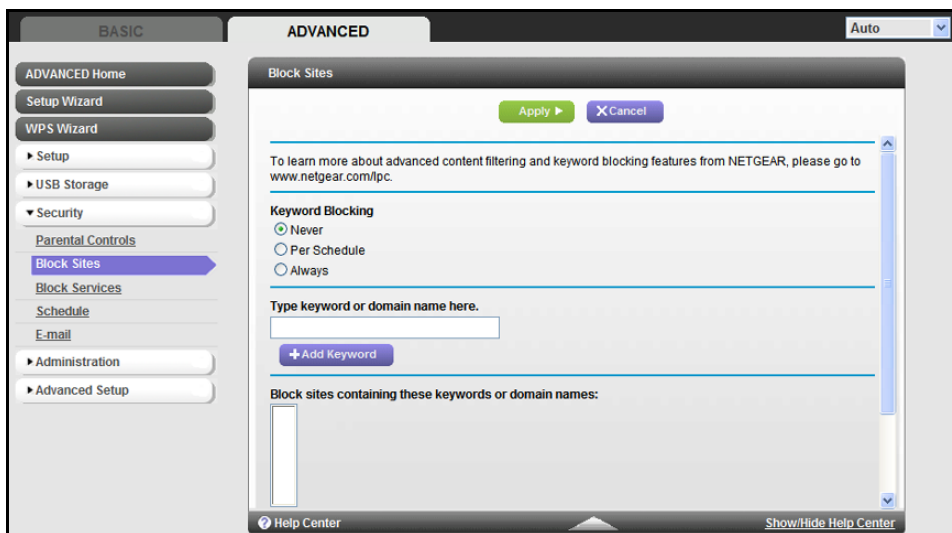 BASIC
ADVANCED
Auto
ADVANCED Home
Setup Wizard
WPS Wizard
Setup
USB Storage
Security
Parental Controls
Block Sites
Block Services
Schedule
E-mail
Administration
Advanced Setup
Block Sites
Apply
Cancel
To learn more about advanced content filtering and keyword blocking features from NETGEAR, please go to
www.netgear.com/lpc.
Keyword Blocking
Never
Per Schedule
Always
Type keyword or domain name here.
Add Keyword
Block sites containing these keywords or domain names:
Help Center
Show/Hide Help Center